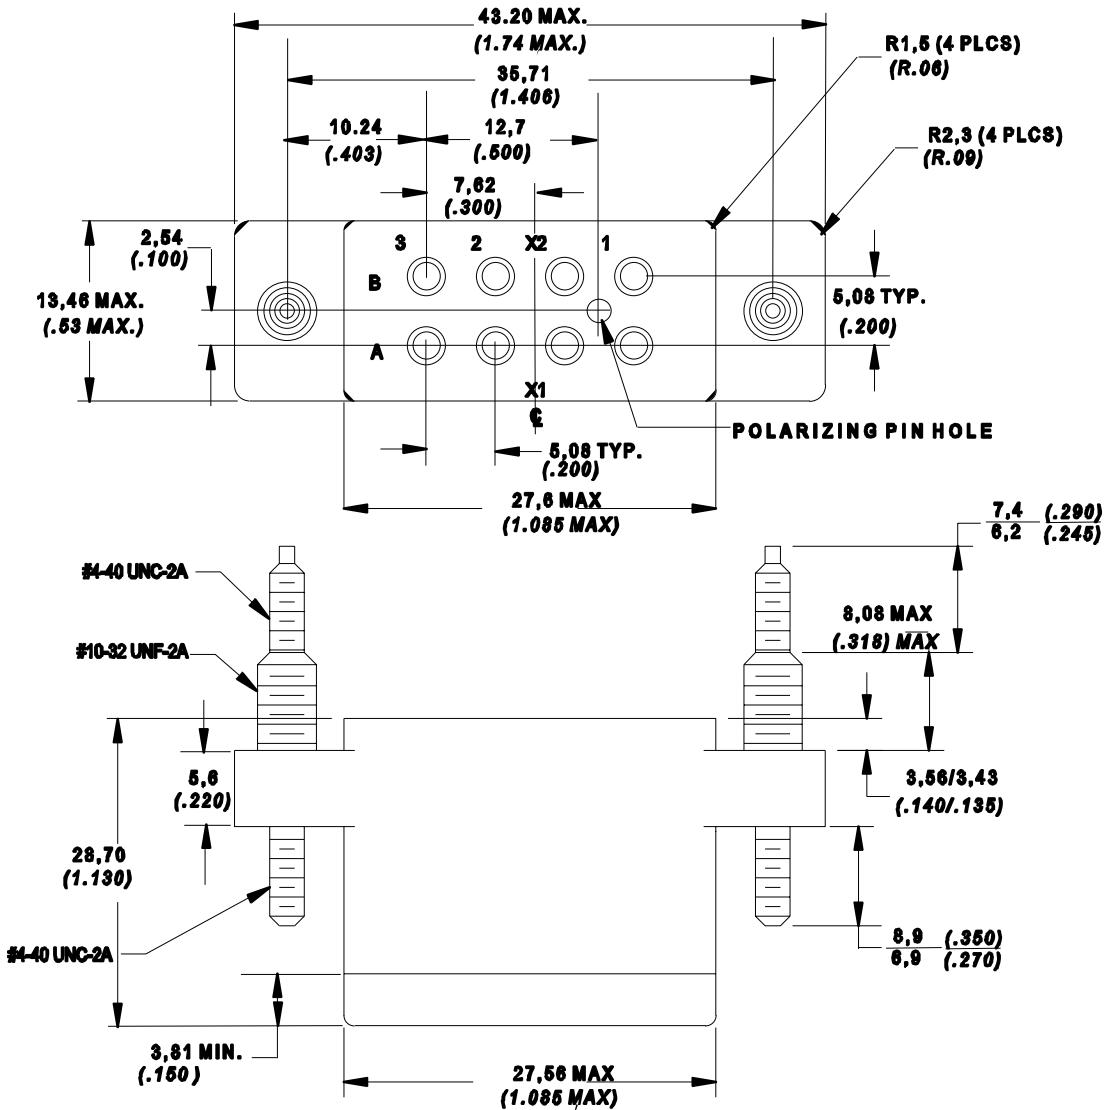 43.20 MAX.
(1.74 MAX.)
R1,5 (4 PLCS)
(R.06)
35,71
(1.406)
10.24
(.403)
12,7
(.500)
R2,3 (4 PLCS)
(R.09)
7,62
(.300)
2,54
(.100)
3 2 X2 1
B
13,46 MAX.
(.53 MAX.)
5,08 TYP.
(.200)
A
X1
℄
POLARIZING PIN HOLE
5,08 TYP.
(.200)
27,6 MAX
(1.085 MAX)
7,4 (.290)
6,2 (.245)
#4-40 UNC-2A
8,08 MAX
(.318) MAX
#10-32 UNF-2A
5,6
(.220)
3,56/3,43
(.140/.135)
28,70
(1.130)
8,9 (.350)
6,9 (.270)
#4-40 UNC-2A
3,81 MIN.
(.150 )
27,56 MAX
(1.085 MAX)